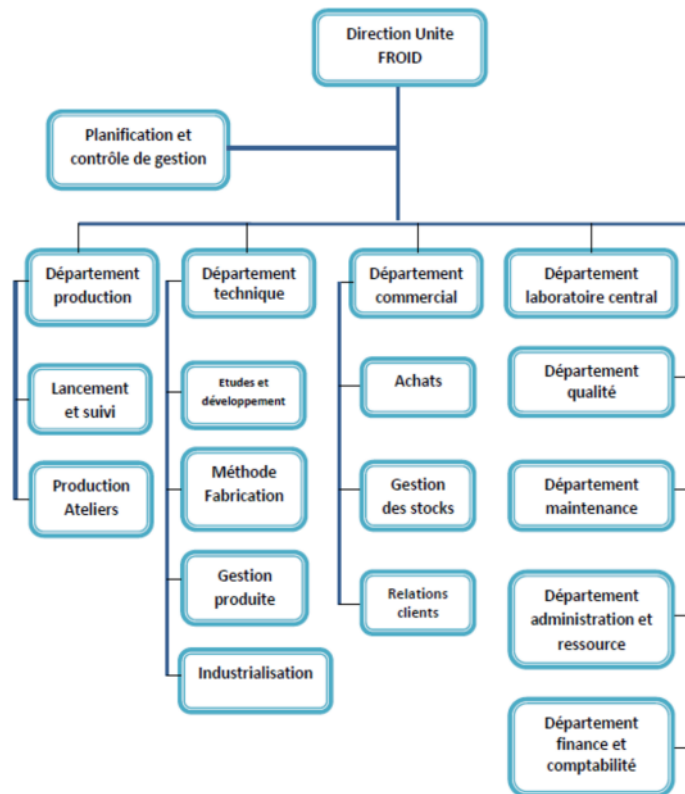 Direction Unite
FROID
Planification et
contrôle de gestion
Département
production
Département
technique
Département
commercial
Département
laboratoire central
Lancement
et suivi
Etudes et
développement
Achats
Département
qualité
Production
Ateliers
Méthode
Fabrication
Gestion
des stocks
Département
maintenance
Gestion
produite
Relations
clients
Département
administration et
ressource
Industrialisation
Département
finance et
comptabilité